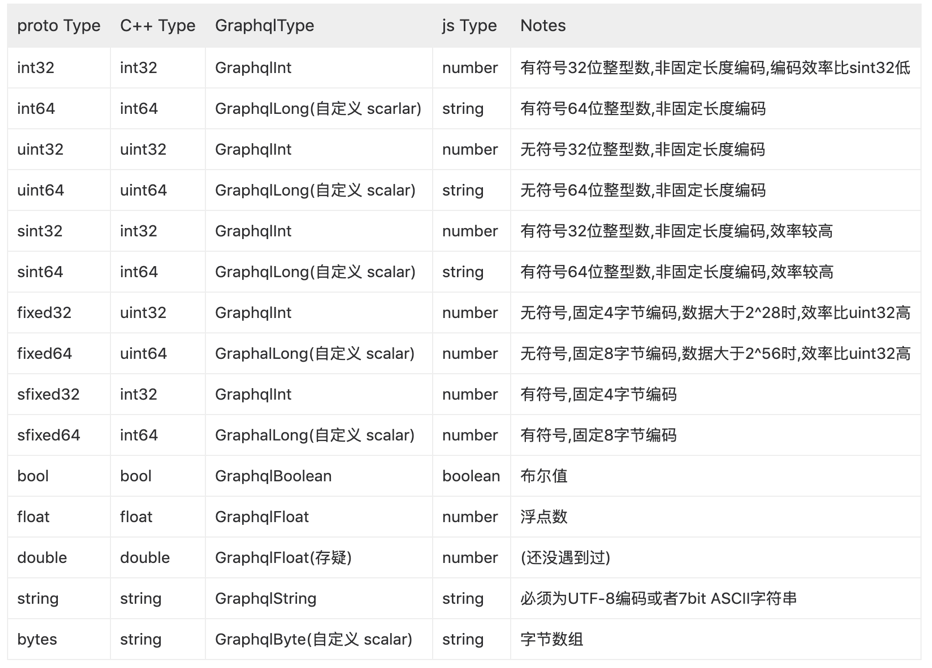 proto Type C++ Type GraphqlType js Type Notes
int32 int32 GraphqlInt number 有符号32位整型数,非固定长度编码,编码效率比sint32低
int64 int64 GraphqlLong(自定义 scarlar) string 有符号64位整型数,非固定长度编码
uint32 uint32 GraphqlInt number 无符号32位整型数,非固定长度编码
uint64 uint64 GraphqlLong(自定义 scalar) string 无符号64位整型数,非固定长度编码
sint32 int32 GraphqlInt number 有符号32位整型数,非固定长度编码,效率较高
sint64 int64 GraphqlLong(自定义 scalar) string 有符号64位整型数,非固定长度编码,效率较高
fixed32 uint32 GraphqlInt number 无符号,固定4字节编码,数据大于2^28时,效率比uint32高
fixed64 uint64 GraphalLong(自定义 scalar) number 无符号,固定8字节编码,数据大于2^56时,效率比uint32高
sfixed32 int32 GraphqlInt number 有符号,固定4字节编码
sfixed64 int64 GraphalLong(自定义 scalar) number 有符号,固定8字节编码
bool bool GraphqlBoolean boolean 布尔值
float float GraphqlFloat number 浮点数
double double GraphqlFloat(存疑) number (还没遇到过)
string string GraphqlString string 必须为UTF-8编码或者7bit ASCII字符串
bytes string GraphqlByte(自定义 scalar) string 字节数组